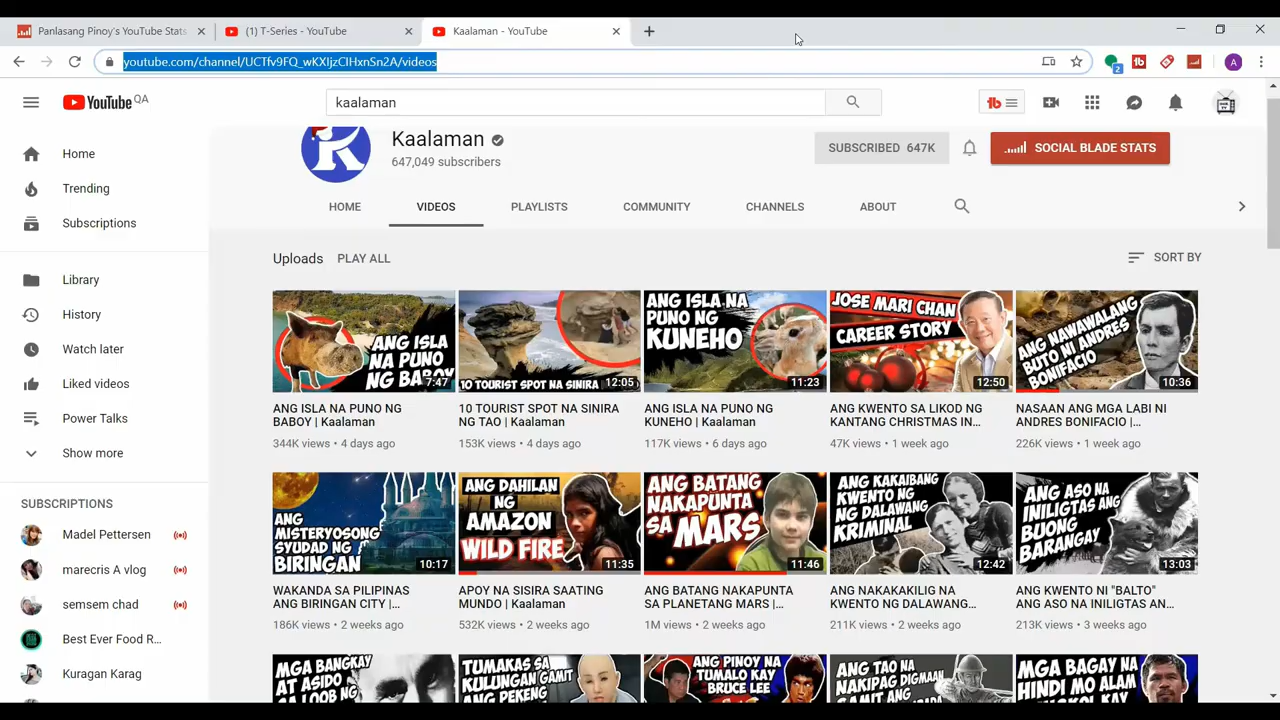 Panlasang Pinoy's YouTube Stats
(1) T-Series - YouTube
Kaalaman - YouTube
youtube.com/channel/UCTfv9FQ_wKXIjzCIHxnSn2A/videos
2
tb
A
YouTube QA
kaalaman
tb
K
Kaalaman
647,049 subscribers
SUBSCRIBED 647K
SOCIAL BLADE STATS
HOME
VIDEOS
PLAYLISTS
COMMUNITY
CHANNELS
ABOUT
Home
Trending
Subscriptions
Library
History
Watch later
Liked videos
Power Talks
Show more
SUBSCRIPTIONS
Madel Pettersen
marecris A vlog
semsem chad
Best Ever Food R...
Kuragan Karag
Uploads PLAY ALL
SORT BY
ANG ISLA NA
PUNO NG
NG BABOY
7:47
10 TOURIST SPOT NA SINIRA
12:05
ANG ISLA NA
PUNO NG
KUNEHO
11:23
JOSE MARI CHAN
CAREER STORY
12:50
ANG NAWAWALANG
BUTO NI ANDRES
BONIFACIO
10:36
ANG ISLA NA PUNO NG
BABOY | Kaalaman
344K views • 4 days ago
10 TOURIST SPOT NA SINIRA
NG TAO | Kaalaman
153K views • 4 days ago
ANG ISLA NA PUNO NG
KUNEHO | Kaalaman
117K views • 6 days ago
ANG KWENTO SA LIKOD NG
KANTANG CHRISTMAS IN...
47K views • 1 week ago
NASAAN ANG MGA LABI NI
ANDRES BONIFACIO |...
226K views • 1 week ago
ANG
MISTERYOSONG
SYUDAD NG
BIRINGAN
10:17
ANG DAHILAN
NG
AMAZON
WILD FIRE
11:35
ANG BATANG
NAKAPUNTA
SA MARS
11:46
ANG KAKAIBANG
KWENTO NG
DALAWANG
KRIMINAL
12:42
ANG ASO NA
INILIGTAS ANG
BUONG
BARANGAY
13:03
WAKANDA SA PILIPINAS
ANG BIRINGAN CITY |...
186K views • 2 weeks ago
APOY NA SISIRA SAATING
MUNDO | Kaalaman
532K views • 2 weeks ago
ANG BATANG NAKAPUNTA
SA PLANETANG MARS |...
1M views • 2 weeks ago
ANG NAKAKAKILIG NA
KWENTO NG DALAWANG...
211K views • 2 weeks ago
ANG KWENTO NI "BALTO"
ANG ASO NA INILIGTAS AN...
213K views • 3 weeks ago
MGA BANGKAY
AT ASIDO
SA LOOB NG
TUMAKAS SA
KULUNGAN GAMIT
ANG PEKENG
ANG PINOY NA
TUMALO KAY
BRUCE LEE
ANG TAO NA
NAKIPAG DIGMAAN
MGA BAGAY NA
HINDI MO ALAM